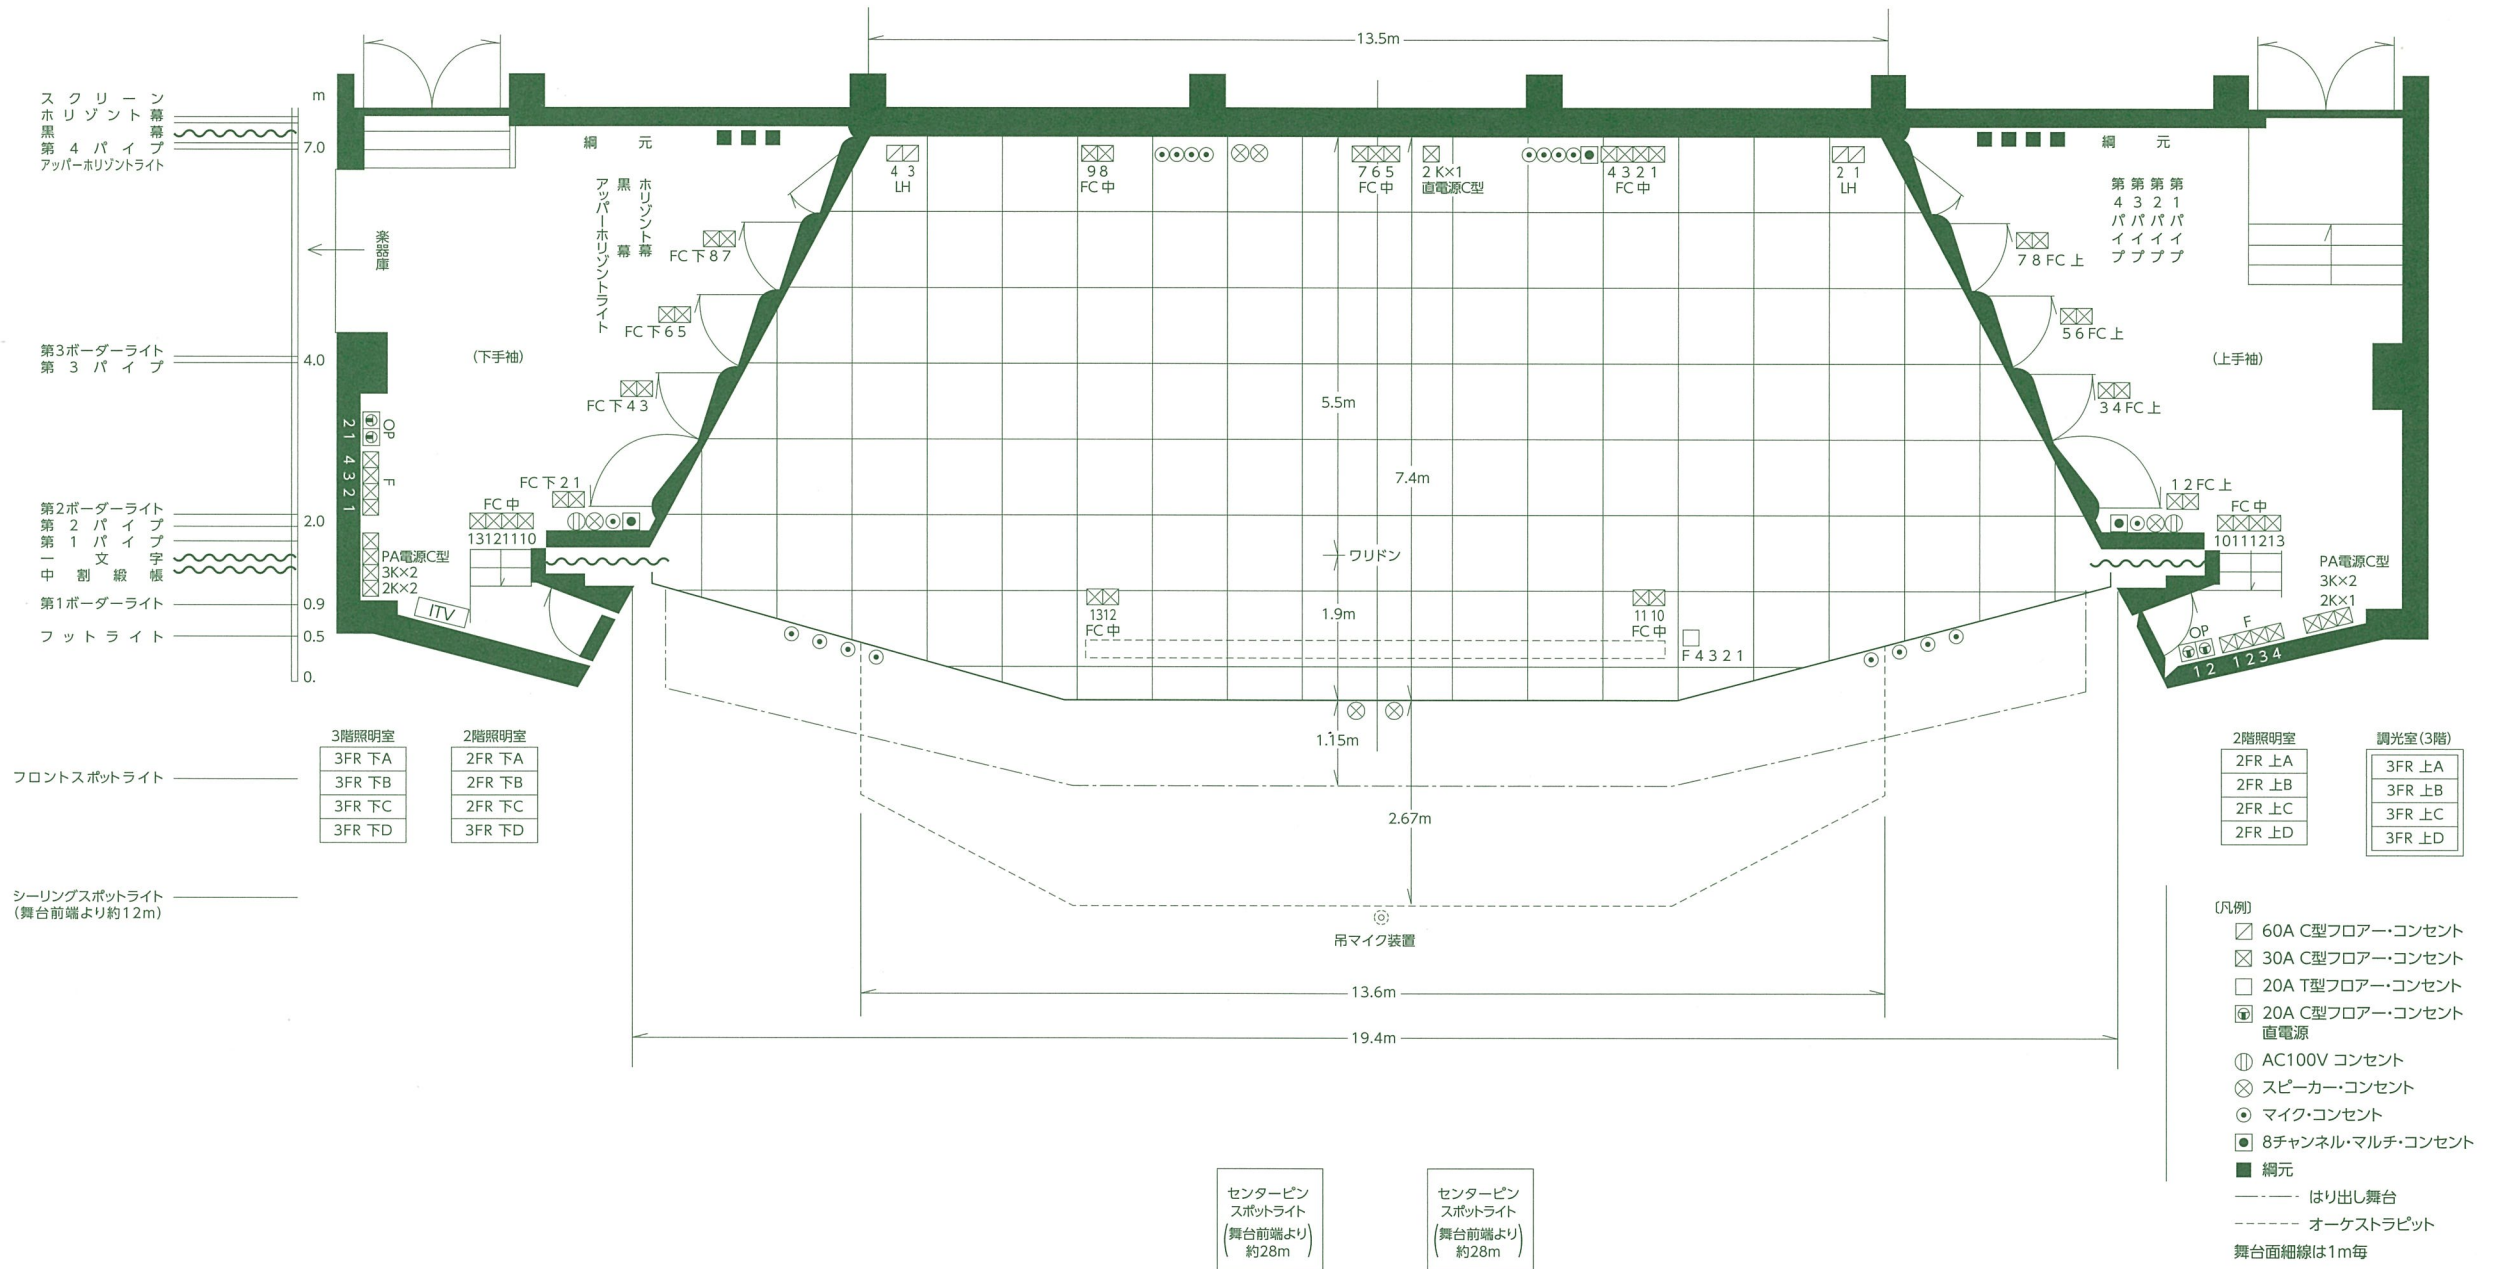 13.5m
m
スクリーン
ホリゾント幕
黒幕
第4パイプ
アッパーホリゾントライト
7.0
第3ボーダーライト
第3パイプ
4.0
第2ボーダーライト
第2パイプ
2.0
第1パイプ
一文字
中割緞帳
第1ボーダーライト
0.9
フットライト
0.5
0.
フロントスポットライト
シーリングスポットライト
(舞台前端より約12m)
綱元
ホリゾント幕
黒幕
アッパーホリゾントライト
楽器庫
(下手袖)
FC下87
FC下65
FC下43
FC下21
FC中
13121110
OP
F
21 4321
PA電源C型
3K×2
2K×2
ITV
4 3
LH
98
FC中
765
FC中
2K×1
直電源C型
4321
FC中
2 1
LH
5.5m
7.4m
ワリドン
1.9m
1312
FC中
1110
FC中
F4321
1.15m
2.67m
吊マイク装置
13.6m
19.4m
綱元
第1パイプ
第2パイプ
第3パイプ
第4パイプ
78FC上
56FC上
34FC上
12FC上
(上手袖)
FC中
10111213
PA電源C型
3K×2
2K×1
OP
F
12 1234
3階照明室
3FR 下A
3FR 下B
3FR 下C
3FR 下D
2階照明室
2FR 下A
2FR 下B
2FR 下C
3FR 下D
2階照明室
2FR 上A
2FR 上B
2FR 上C
2FR 上D
調光室(3階)
3FR 上A
3FR 上B
3FR 上C
3FR 上D
センターピン
スポットライト
(舞台前端より
約28m)
センターピン
スポットライト
(舞台前端より
約28m)
〔凡例〕
60A C型フロアー・コンセント
30A C型フロアー・コンセント
20A T型フロアー・コンセント
20A C型フロアー・コンセント
直電源
AC100V コンセント
スピーカー・コンセント
マイク・コンセント
8チャンネル・マルチ・コンセント
綱元
はり出し舞台
オーケストラピット
舞台面細線は1m毎